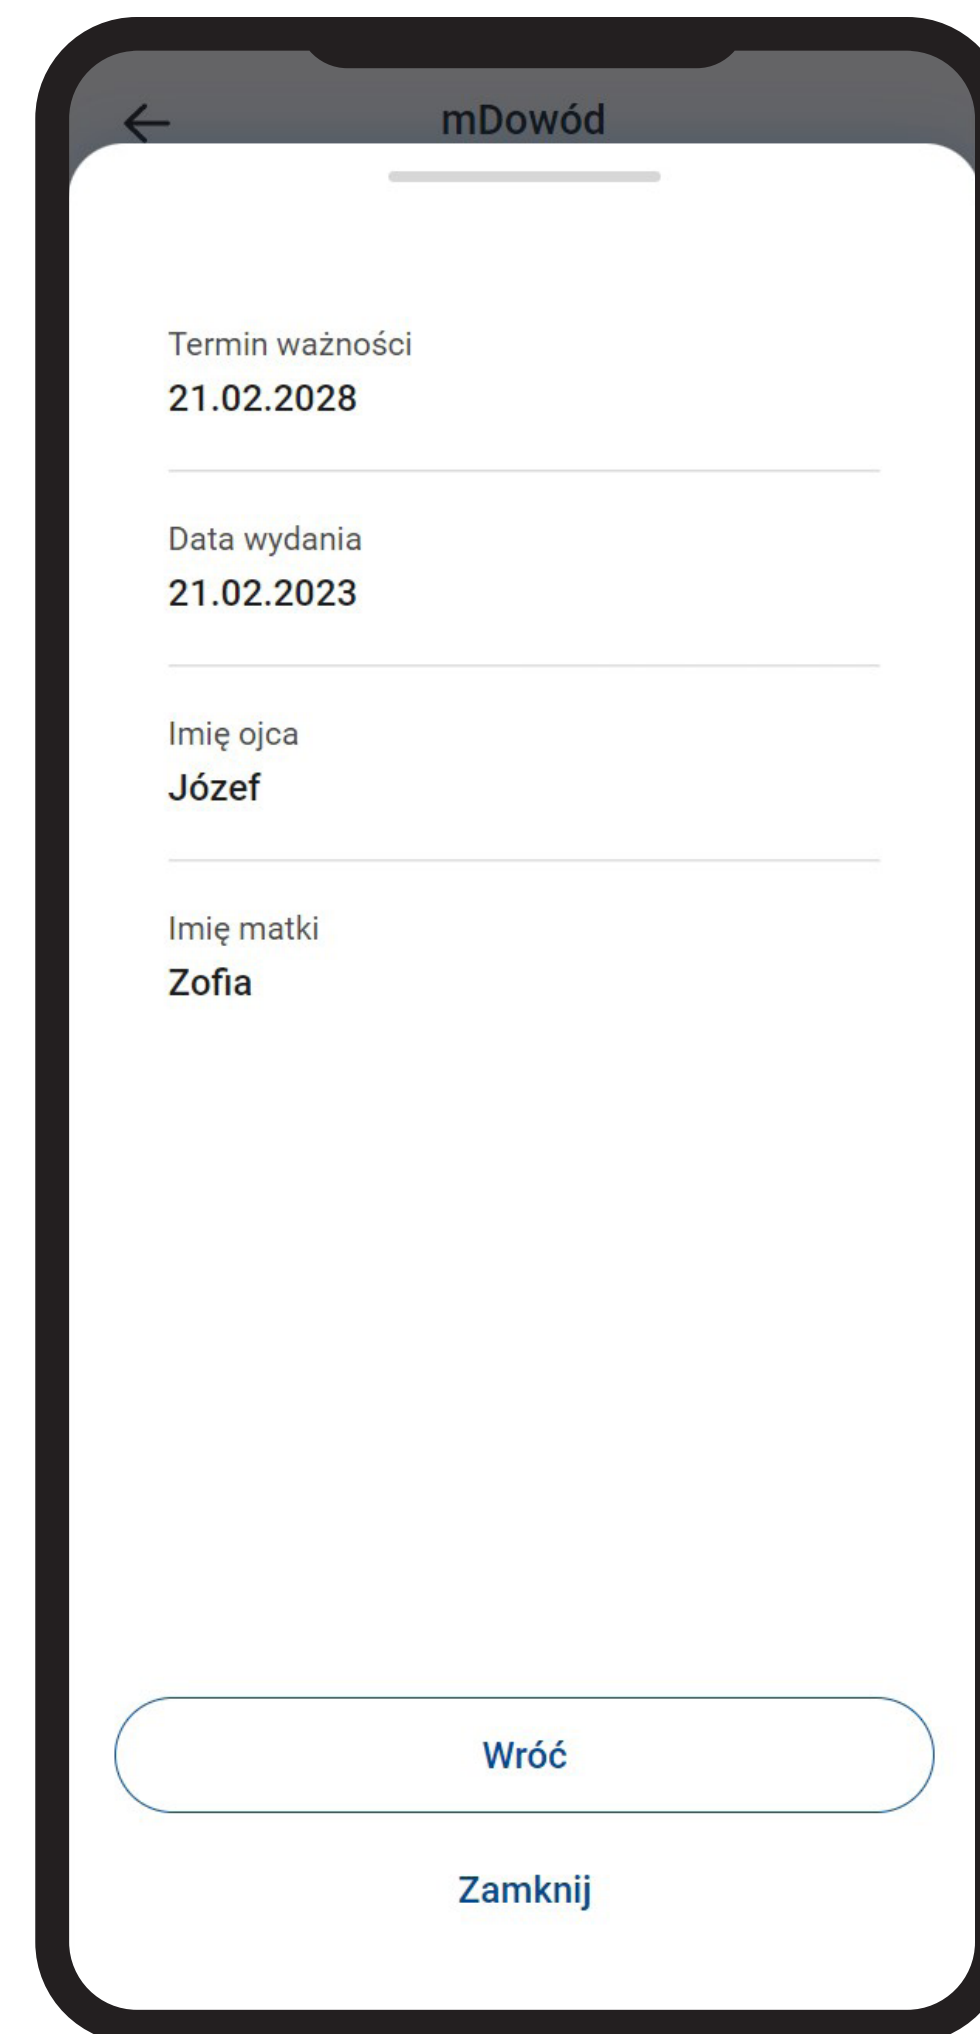 mDowód
Termin ważności
21.02.2028
Data wydania
21.02.2023
Imię ojca
Józef
Imię matki
Zofia
Wróć
Zamknij